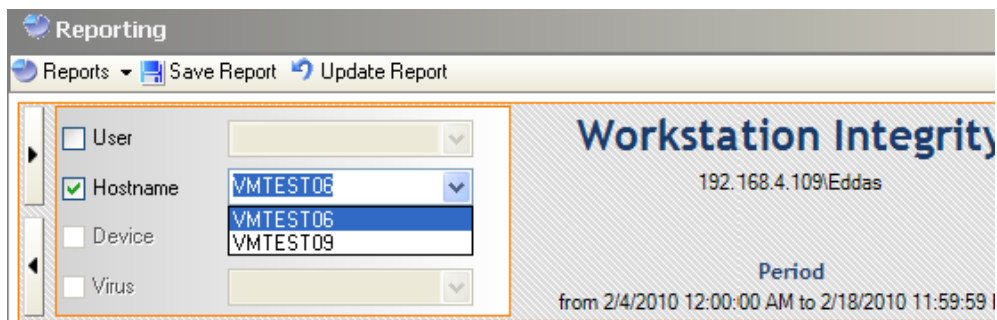 Reporting
Reports Save Report Update Report
User
Hostname VMTEST06
VMTEST06
VMTEST09
Device
Virus
Workstation Integrity
192.168.4.109\Eddas
Period
from 2/4/2010 12:00:00 AM to 2/18/2010 11:59:59